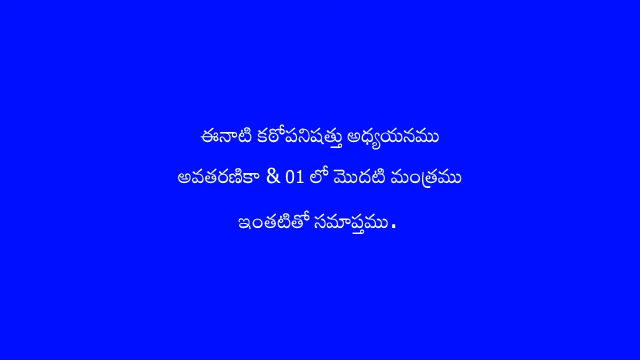 ఈనాటి కఠోపనిషత్తు అధ్యయనము
అవతరణికా & 01 లో మొదటి మంత్రము
ఇంతటితో సమాప్తము.